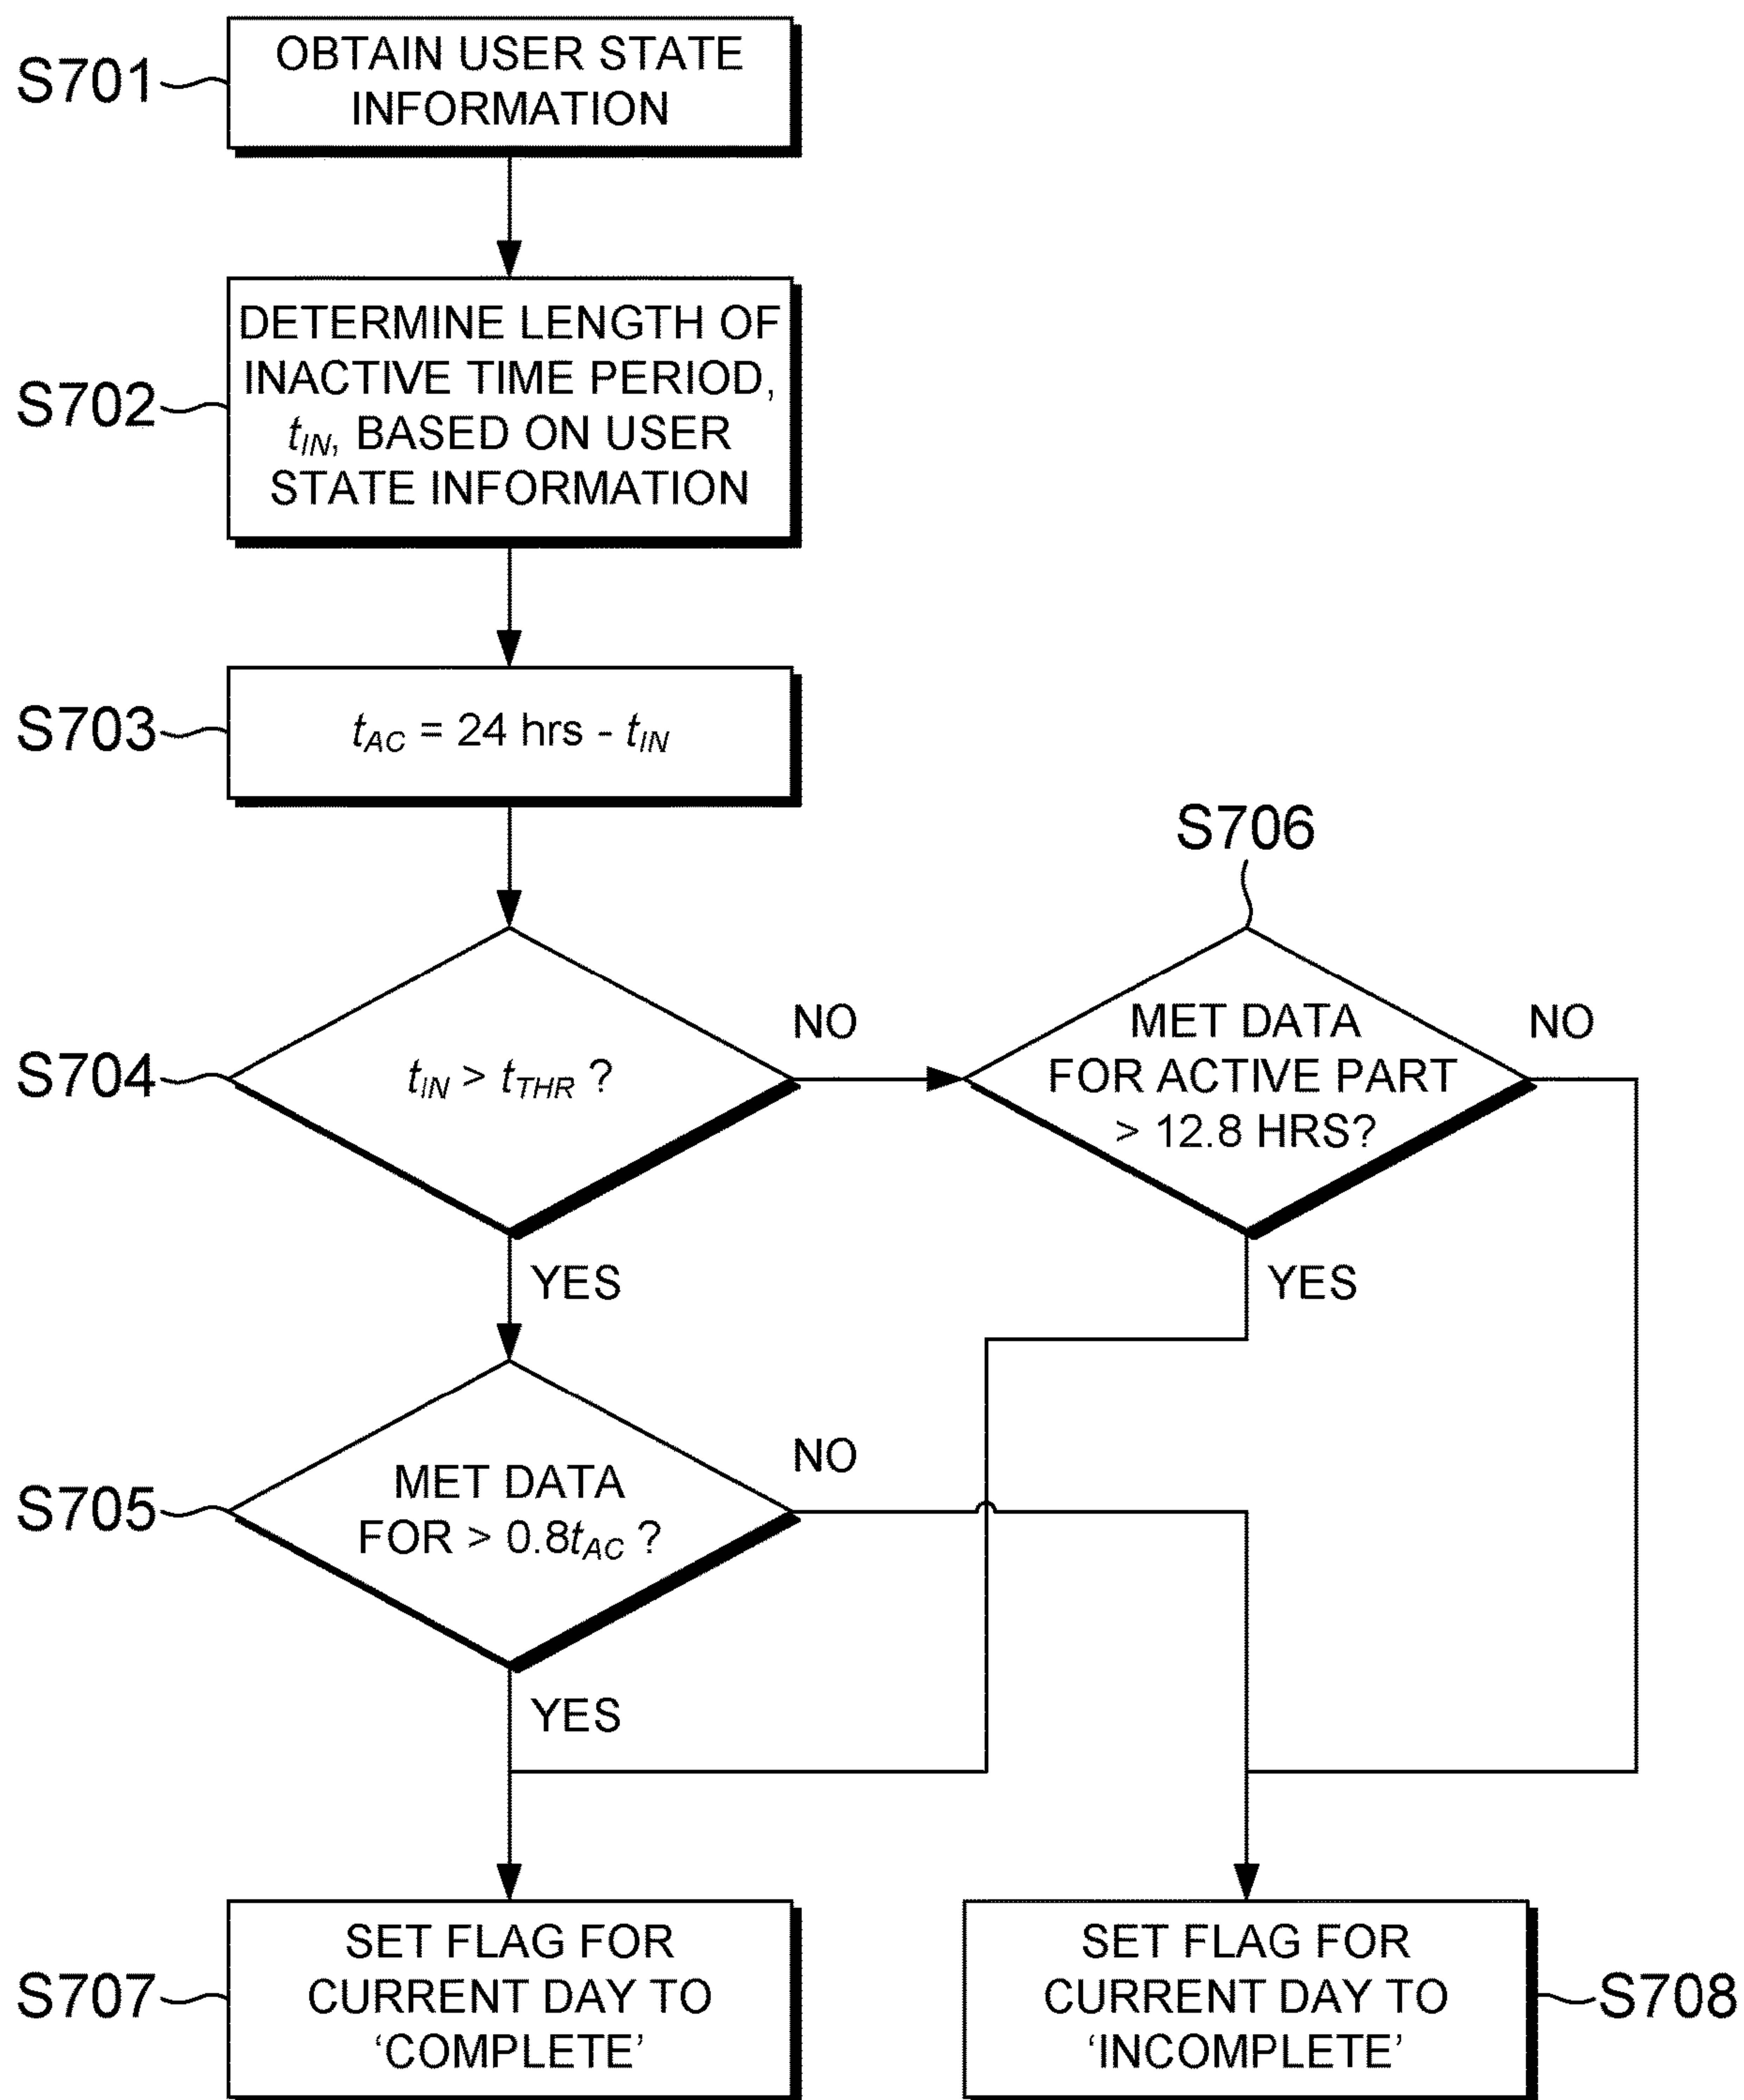 S701
OBTAIN USER STATE
INFORMATION
S702
DETERMINE LENGTH OF
INACTIVE TIME PERIOD,
tIN, BASED ON USER
STATE INFORMATION
S703
tAC = 24 hrs - tIN
S704
tIN > tTHR ?
NO
YES
S706
MET DATA
FOR ACTIVE PART
> 12.8 HRS?
NO
YES
S705
MET DATA
FOR > 0.8tAC ?
NO
YES
S707
SET FLAG FOR
CURRENT DAY TO
‘COMPLETE’
SET FLAG FOR
CURRENT DAY TO
‘INCOMPLETE’
S708